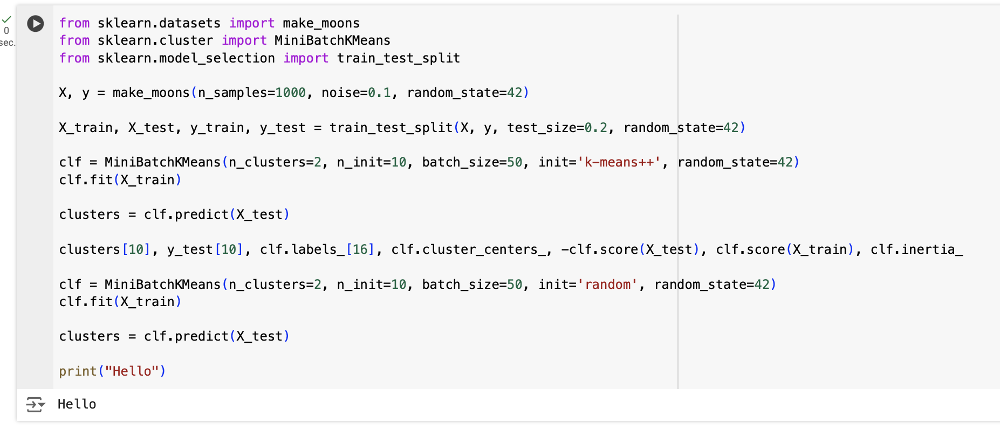 0
sec.
from sklearn.datasets import make_moons
from sklearn.cluster import MiniBatchKMeans
from sklearn.model_selection import train_test_split
X, y = make_moons(n_samples=1000, noise=0.1, random_state=42)
X_train, X_test, y_train, y_test = train_test_split(X, y, test_size=0.2, random_state=42)
clf = MiniBatchKMeans(n_clusters=2, n_init=10, batch_size=50, init='k-means++', random_state=42)
clf.fit(X_train)
clusters = clf.predict(X_test)
clusters[10], y_test[10], clf.labels_[16], clf.cluster_centers_, -clf.score(X_test), clf.score(X_train), clf.inertia_
clf = MiniBatchKMeans(n_clusters=2, n_init=10, batch_size=50, init='random', random_state=42)
clf.fit(X_train)
clusters = clf.predict(X_test)
print("Hello")
Hello